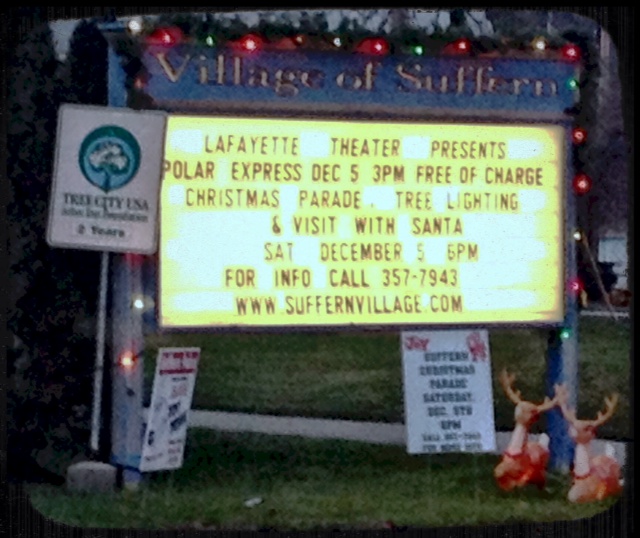 Village of Suffern
LAFAYETTE THEATER PRESENTS
POLAR EXPRESS DEC 5 3PM FREE OF CHARGE
CHRISTMAS PARADE, TREE LIGHTING
& VISIT WITH SANTA
SAT DECEMBER 5 6PM
FOR INFO CALL 357-7943
WWW.SUFFERNVILLAGE.COM
TREE CITY USA
2 Years
Joy
SUFFERN
CHRISTMAS
PARADE
SATURDAY,
DEC. 5TH
6PM